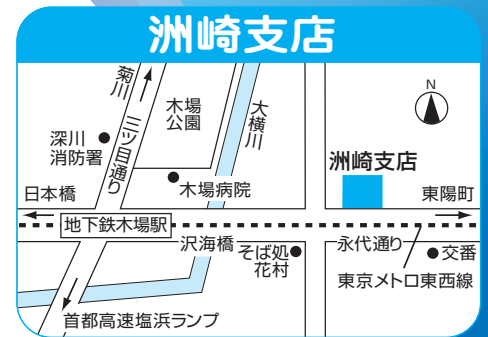 洲崎支店
菊川
三ツ目通り
木場
公園
大横川
N
深川
消防署
洲崎支店
日本橋
木場病院
東陽町
地下鉄木場駅
沢海橋
そば処
花村
永代通り
交番
東京メトロ東西線
首都高速塩浜ランプ